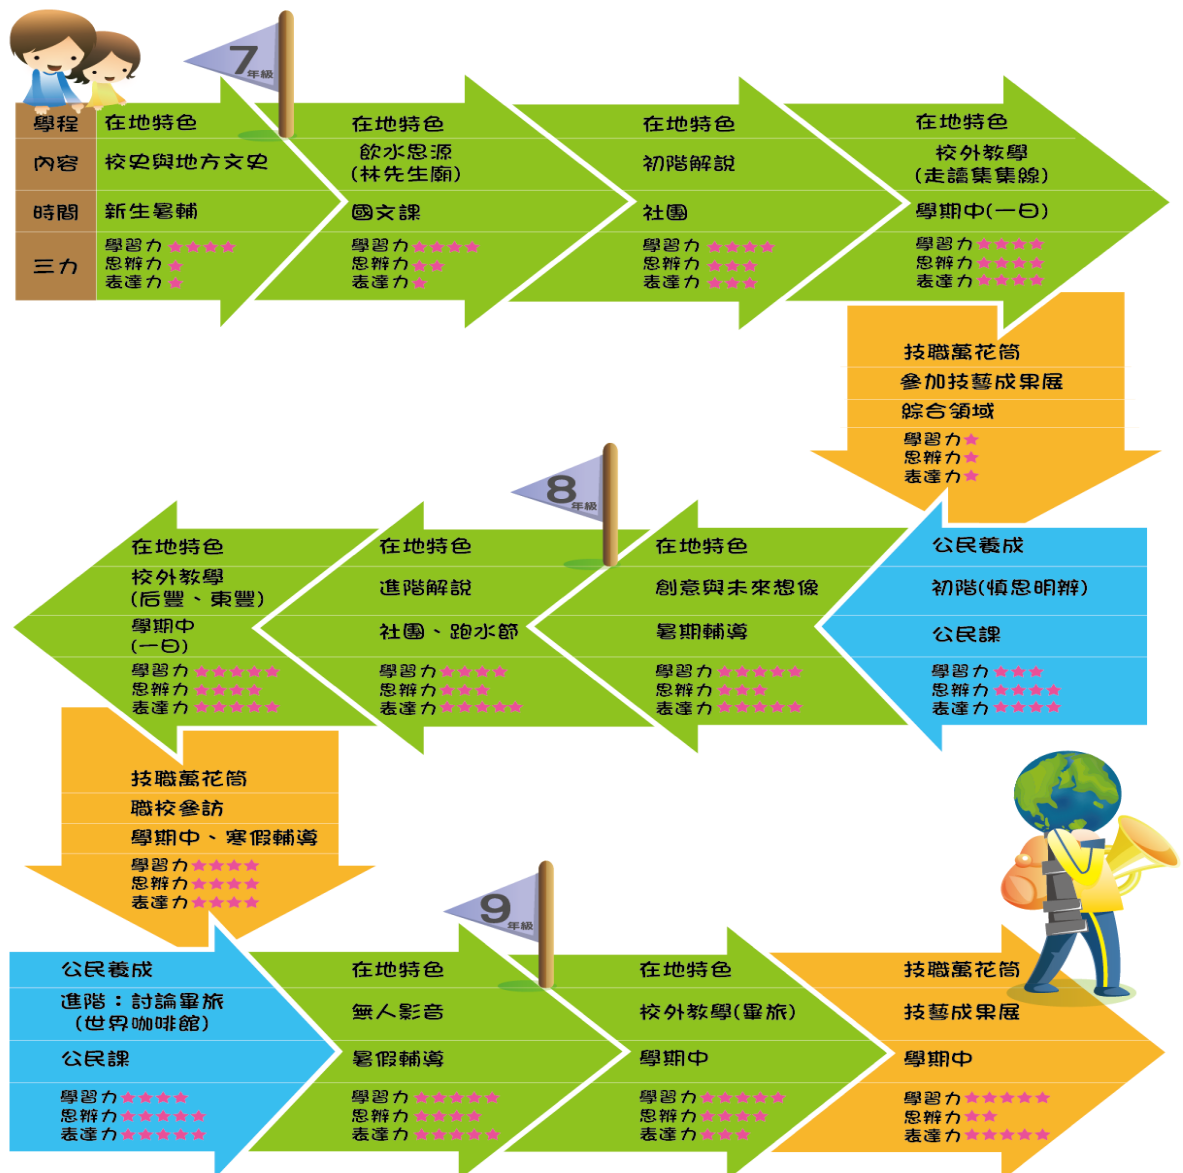 7年級
學程
內容
時間
三力
在地特色
校史與地方文史
新生暑輔
學習力★★★★
思辨力★
表達力★
在地特色
飲水思源
(林先生廟)
國文課
學習力★★★★
思辨力★★
表達力★
在地特色
初階解說
社團
學習力★★★★
思辨力★★★
表達力★★★
在地特色
校外教學
(走讀集集線)
學期中(一日)
學習力★★★★
思辨力★★★★
表達力★★★★
技職萬花筒
參加技藝成果展
綜合領域
學習力★
思辨力★
表達力★
公民養成
初階(慎思明辨)
公民課
學習力★★★
思辨力★★★★
表達力★★★★
8年級
在地特色
創意與未來想像
暑期輔導
學習力★★★★★
思辨力★★★
表達力★★★★★
在地特色
進階解說
社團、跑水節
學習力★★★★
思辨力★★★
表達力★★★★★
在地特色
校外教學
(后豐、東豐)
學期中
(一日)
學習力★★★★★
思辨力★★★★
表達力★★★★★
技職萬花筒
職校參訪
學期中、寒假輔導
學習力★★★★
思辨力★★★★
表達力★★★★
公民養成
進階：討論畢旅
(世界咖啡館)
公民課
學習力★★★★
思辨力★★★★★
表達力★★★★★
9年級
在地特色
無人影音
暑假輔導
學習力★★★★★
思辨力★★★★
表達力★★★★★
在地特色
校外教學(畢旅)
學期中
學習力★★★★★
思辨力★★★★
表達力★★★
技職萬花筒
技藝成果展
學期中
學習力★★★★★
思辨力★★
表達力★★★★★